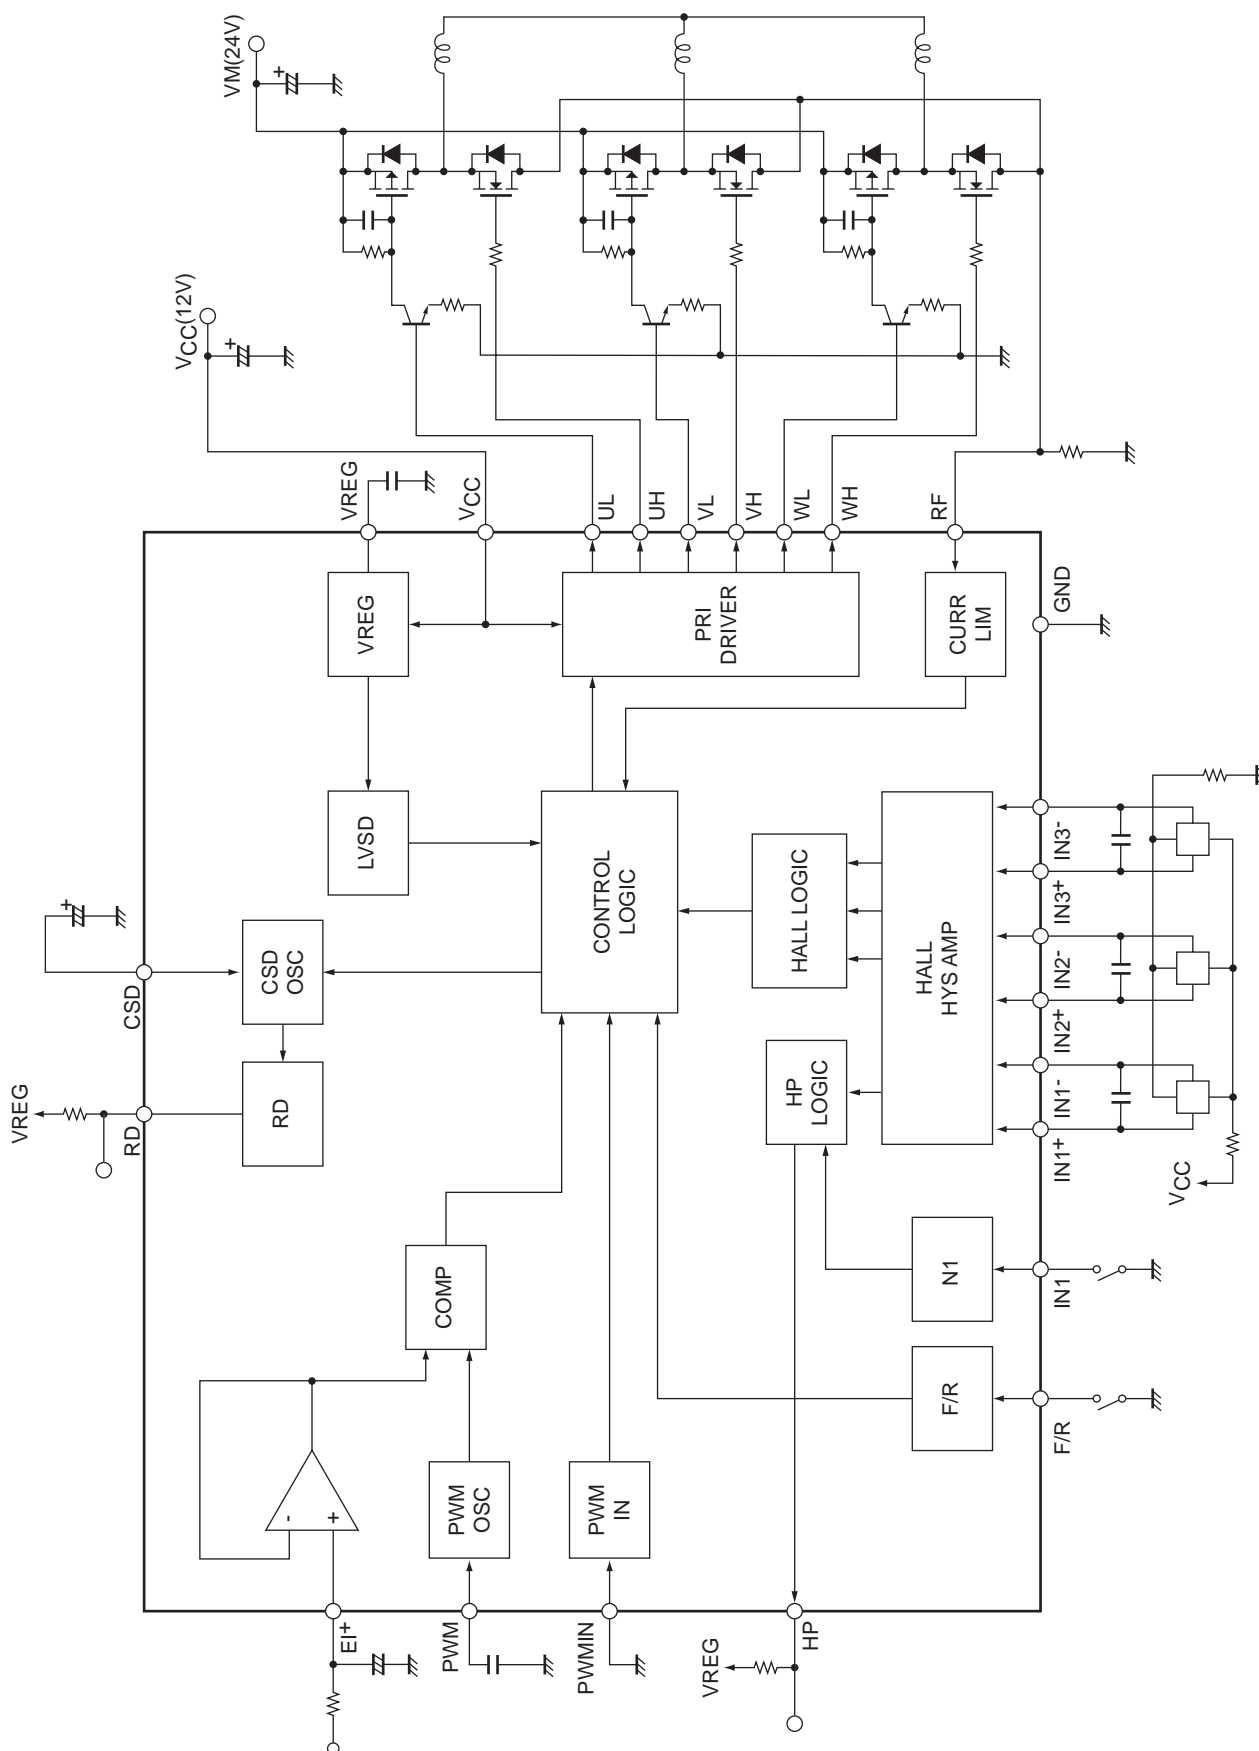 VM(24V)
+
VCC(12V)
+
VREG
VCC
UL
UH
VL
VH
WL
WH
RF
GND
VREG
PRI
DRIVER
CURR
LIM
LVSD
CONTROL
LOGIC
HALL LOGIC
HALL
HYS AMP
IN3-
IN3+
IN2-
IN2+
IN1-
IN1+
VCC
+
CSD
CSD
OSC
RD
VREG
RD
HP
LOGIC
COMP
N1
IN1
F/R
F/R
-
+
PWM
OSC
PWM
IN
EI+
PWM
PWMIN
VREG
HP